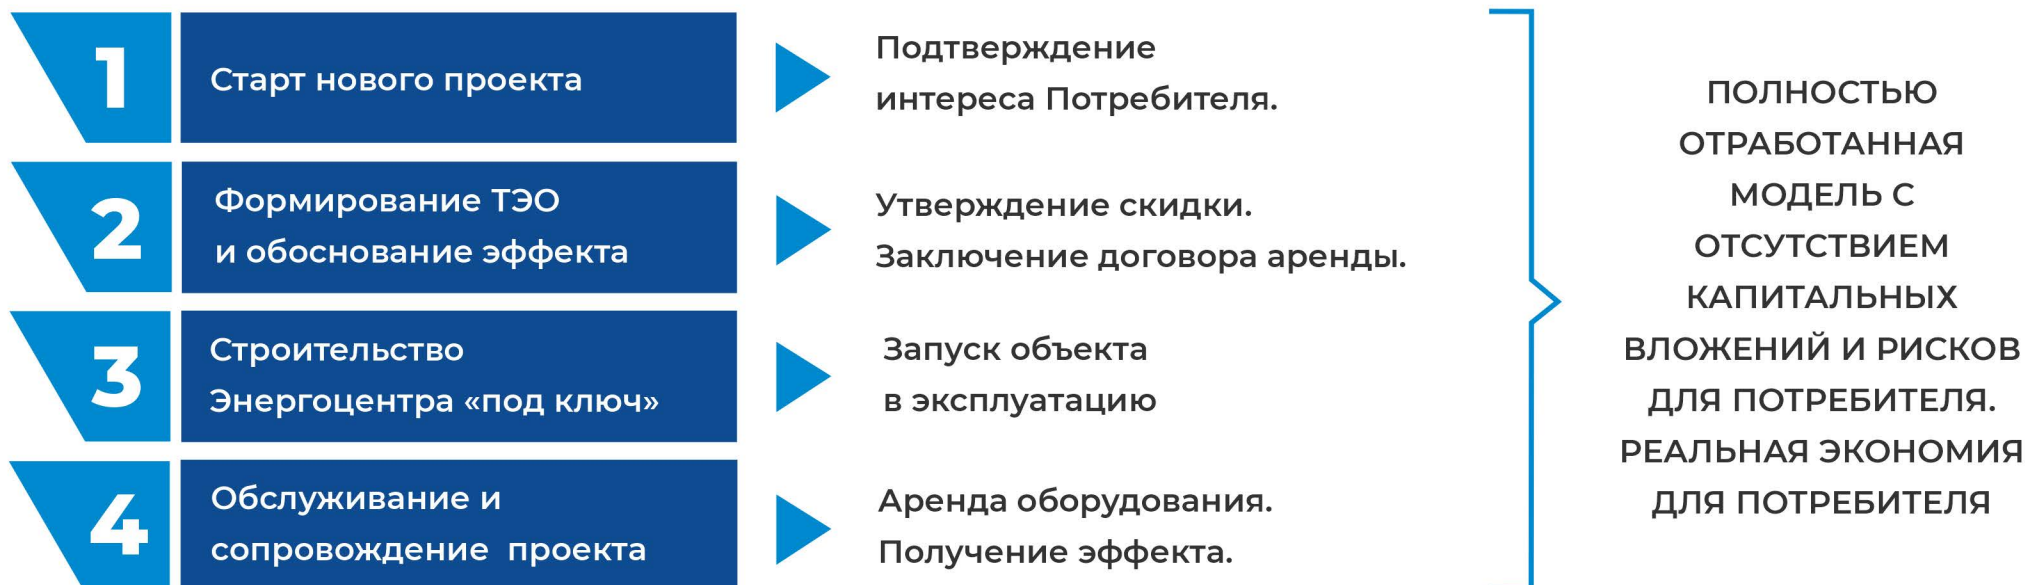 1
Старт нового проекта
Подтверждение
интереса Потребителя.
2
Формирование ТЭО
и обоснование эффекта
Утверждение скидки.
Заключение договора аренды.
3
Строительство
Энергоцентра «под ключ»
Запуск объекта
в эксплуатацию
4
Обслуживание и
сопровождение проекта
Аренда оборудования.
Получение эффекта.
ПОЛНОСТЬЮ
ОТРАБОТАННАЯ
МОДЕЛЬ С
ОТСУТСТВИЕМ
КАПИТАЛЬНЫХ
ВЛОЖЕНИЙ И РИСКОВ
ДЛЯ ПОТРЕБИТЕЛЯ.
РЕАЛЬНАЯ ЭКОНОМИЯ
ДЛЯ ПОТРЕБИТЕЛЯ